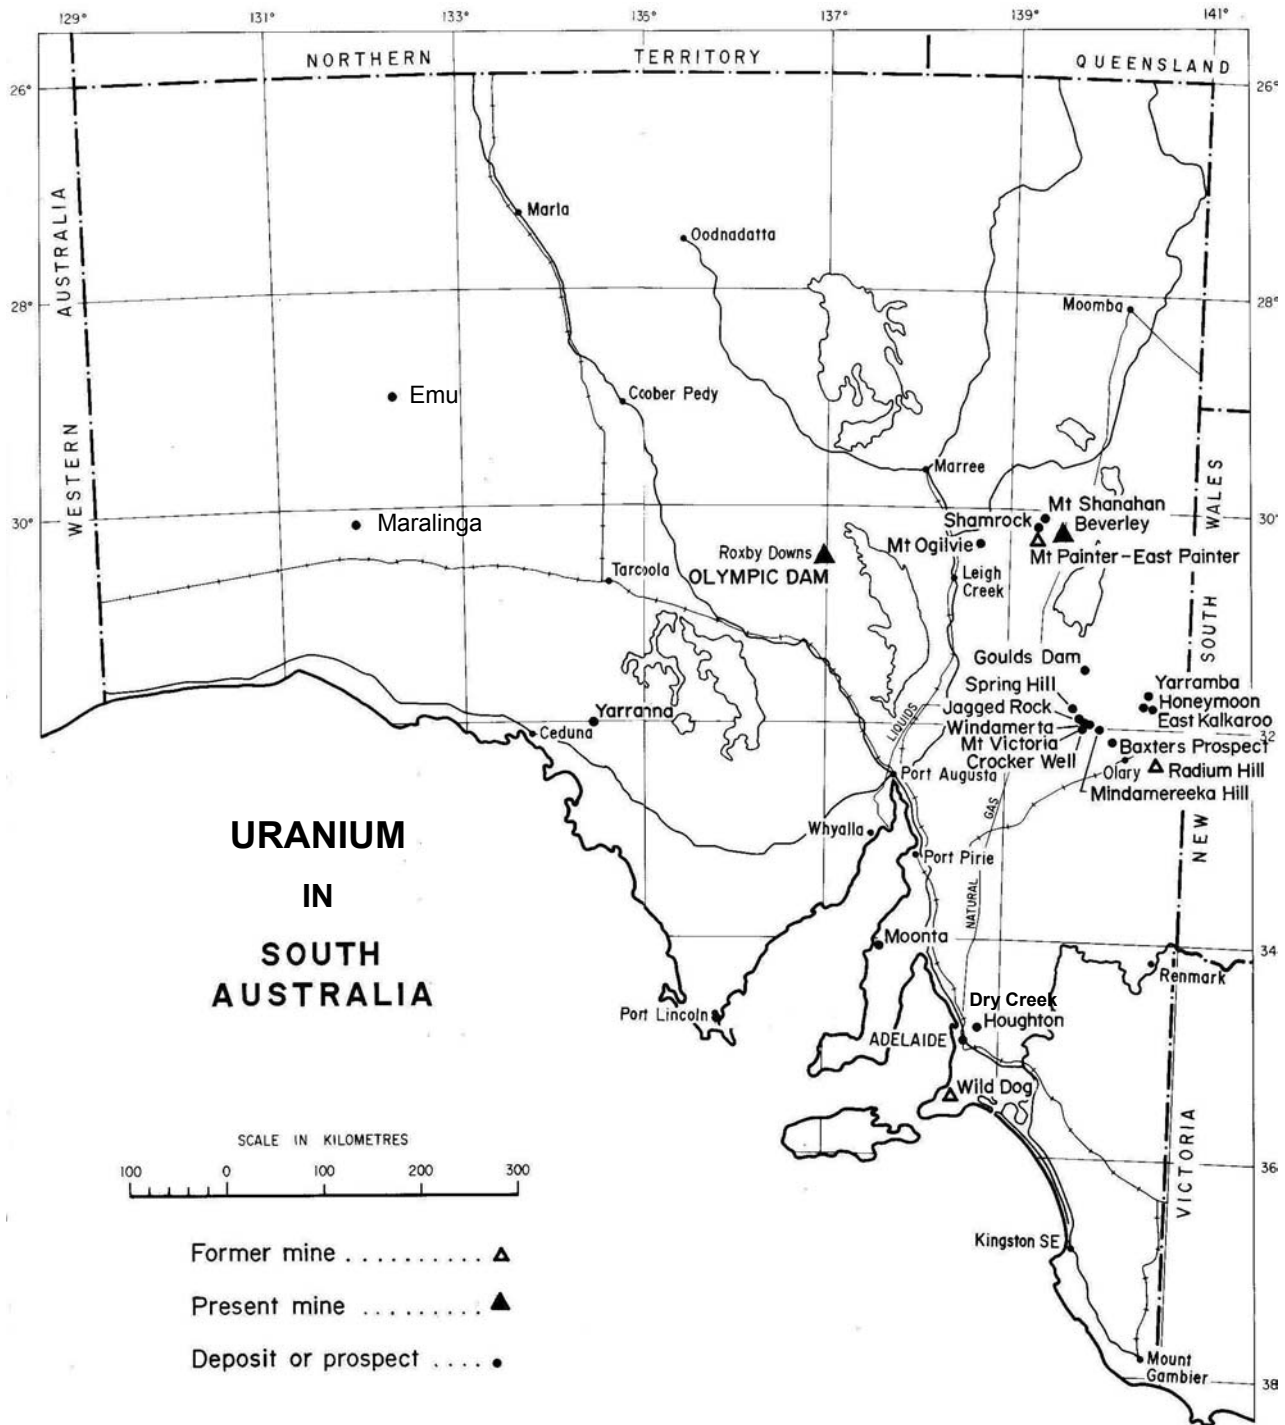 129°
131°
133°
135°
137°
139°
141°
NORTHERN
TERRITORY
QUEENSLAND
26°
26°
WESTERN AUSTRALIA
Marla
Oodnadatta
28°
28°
Moomba
Emu
Coober Pedy
Marree
NEW SOUTH WALES
30°
30°
Maralinga
Mt Shanahan
Shamrock
Beverley
Roxby Downs
OLYMPIC DAM
Mt Ogilvie
Mt Painter–East Painter
Tarcoola
Leigh
Creek
Goulds Dam
Spring Hill
Yarramba
Jagged Rock
Honeymoon
Yarranna
LIQUIDS
Windamerta
East Kalkaroo
Ceduna
Mt Victoria
32
Baxters Prospect
Crocker Well
Port Augusta
Olary
Radium Hill
Mindamereeka Hill
GAS
NATURAL
Whyalla
Port Pirie
URANIUM
IN
SOUTH
AUSTRALIA
Moonta
34
Renmark
Port Lincoln
Dry Creek
Houghton
ADELAIDE
Wild Dog
VICTORIA
36°
SCALE IN KILOMETRES
100 0 100 200 300
Kingston SE
Former mine ..........
Present mine ........
Deposit or prospect ....
Mount
Gambier
38°